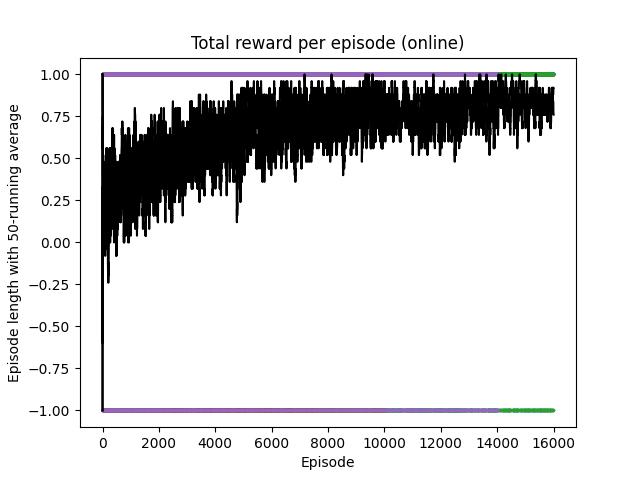 Total reward per episode (online)
Episode length with 50-running average
1.00
0.75
0.50
0.25
0.00
−0.25
−0.50
−0.75
−1.00
0 2000 4000 6000 8000 10000 12000 14000 16000
Episode